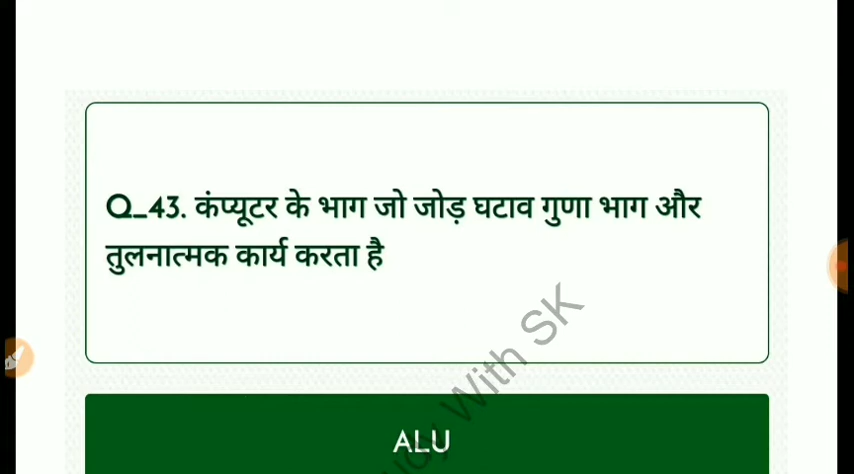 Q_43. कंप्यूटर के भाग जो जोड़ घटाव गुणा भाग और
तुलनात्मक कार्य करता है
With SK
ALU